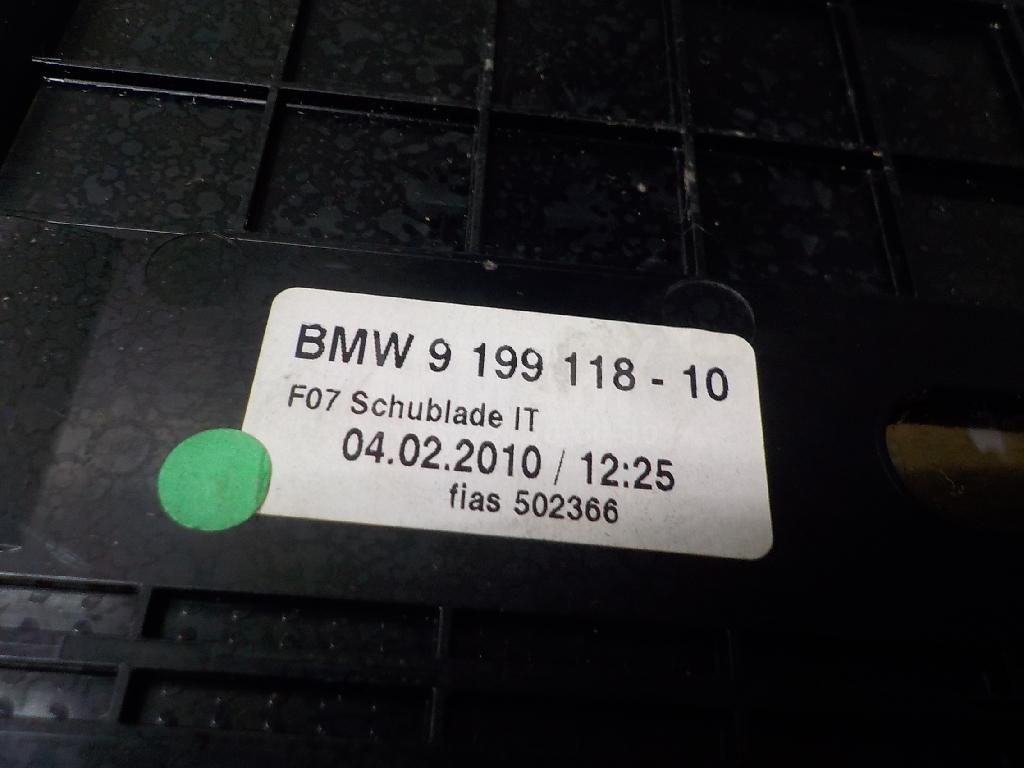 BMW 9 199 118 - 10
F07 Schublade IT
04.02.2010 / 12:25
fias 502366